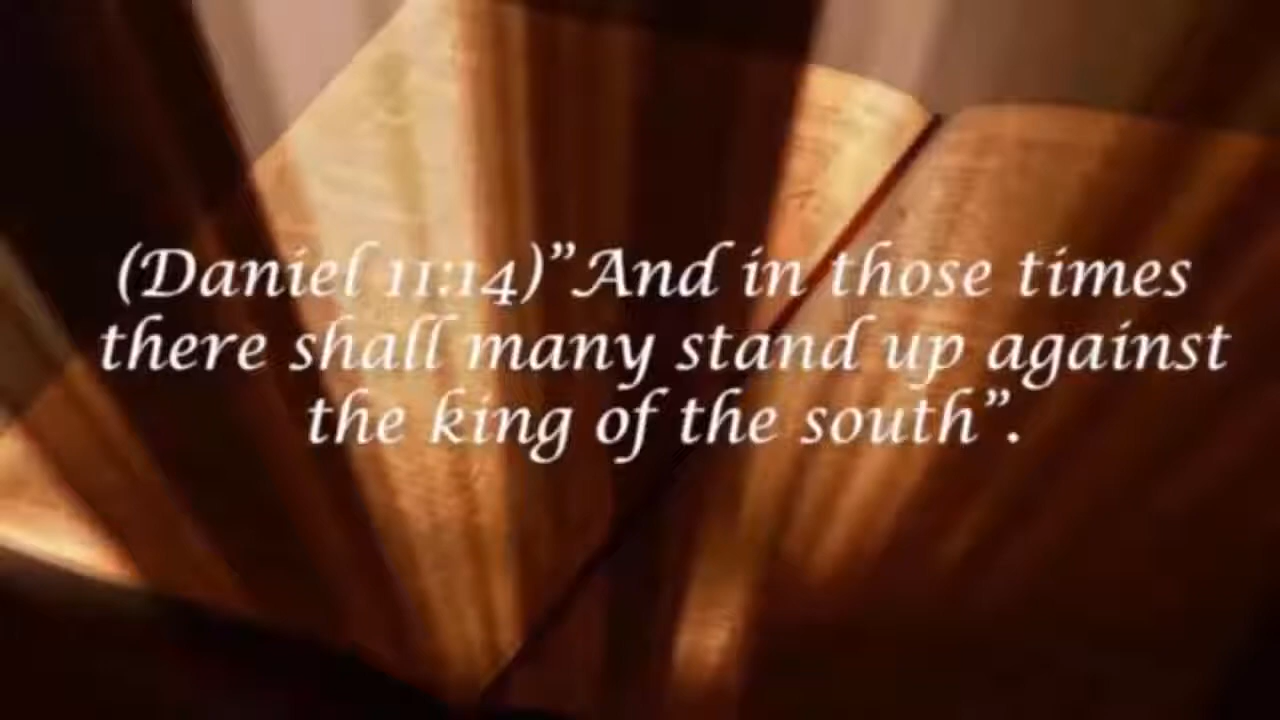 (Daniel 11:14)”And in those times
there shall many stand up against
the king of the south”.